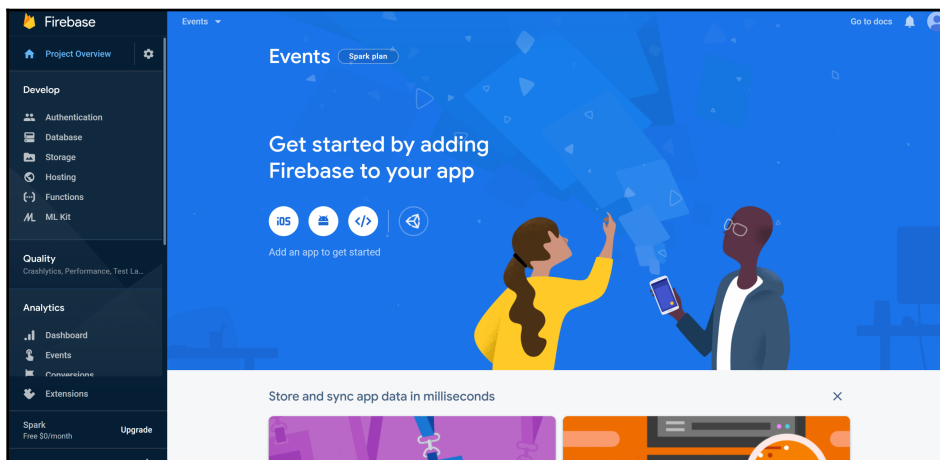 Firebase
Project Overview
Develop
Authentication
Database
Storage
Hosting
Functions
ML Kit
Quality
Crashlytics, Performance, Test La...
Analytics
Dashboard
Events
Conversions
Extensions
Spark
Free $0/month
Upgrade
Events
Go to docs
Events
Spark plan
Get started by adding
Firebase to your app
iOS
Add an app to get started
Store and sync app data in milliseconds